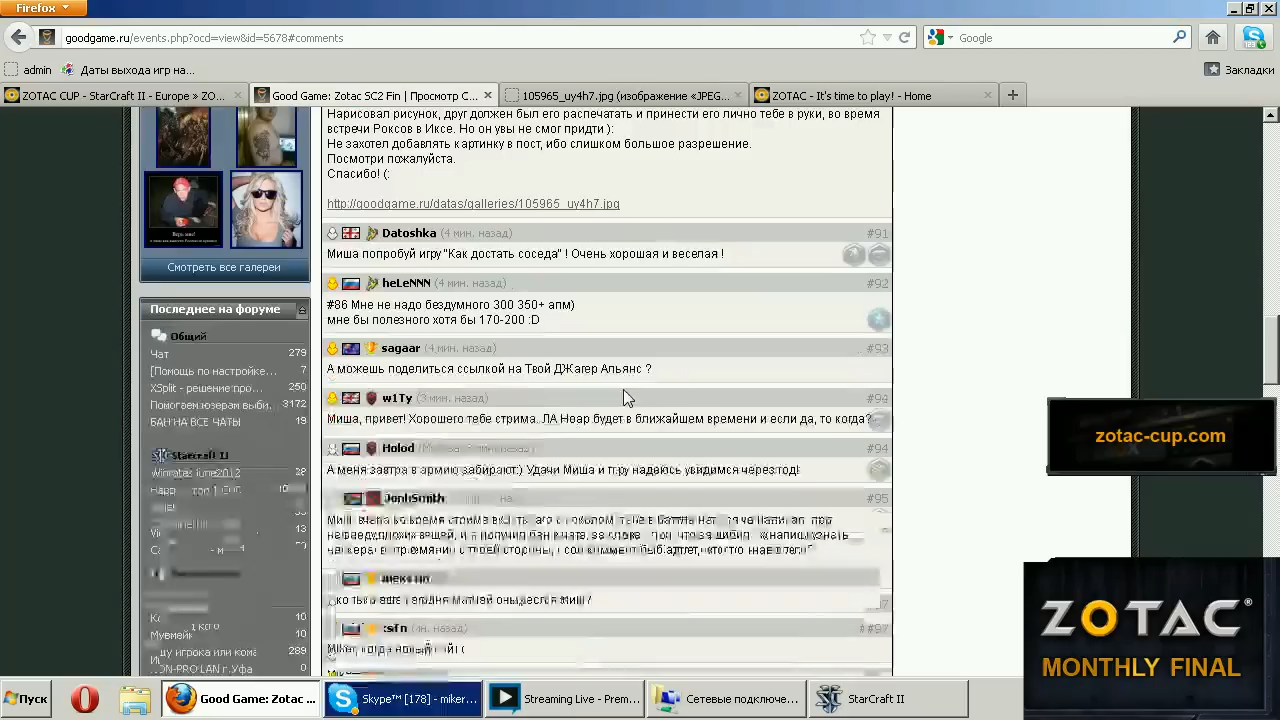 Firefox
goodgame.ru/events.php?ocd=view&id=5678#comments
Google
admin
Даты выхода игр на...
Закладки
ZOTAC CUP - StarCraft II - Europe » ZO...
Good Game: Zotac SC2 Fin | Просмотр С...
105965_uy4h7.jpg (изображение «JPEG...
ZOTAC - It's time to play! - Home
Нарисовал рисунок, друг должен был его распечатать и принести его лично тебе в руки, во время
встречи Роксов в Иксе. Но он увы не смог придти ):
Не захотел добавлять картинку в пост, ибо слишком большое разрешение.
Посмотри пожалуйста.
Спасибо! (:
http://goodgame.ru/datas/galleries/105965_uy4h7.jpg
Datoshka (4 мин. назад) #91
Миша попробуй игру "Как достать соседа" ! Очень хорошая и веселая !
heLeNNN (4 мин. назад) #92
#86 Мне не надо бездумного 300 350+ апм)
мне бы полезного хотя бы 170-200 :D
sagaar (4 мин. назад) #93
А можешь поделиться ссылкой на Твой ДЖаер Альянс ?
w1Ty (3 мин. назад)
Миша, привет! Хорошего тебе стрима. ЛА Ноар будет в ближайшем времени и если да, то когда?
Holod #94
А меня завтра в армию забирают) Удачи Миша и
JonhSmith #95
Смотреть все галереи
Последнее на форуме
Общий
Чат 279
[Помощь по настройке... 7
XSplit - решение про... 250
Помогаем юзерам выби... 3172
БАН НА ВСЕ ЧАТЫ 19
Starcraft II
13
10
Мувмейк 10
289
0
zotac-cup.com
ZOTAC®
MONTHLY FINAL
Пуск
Good Game: Zotac ...
Skype™ [178] - miker...
Streaming Live - Prem...
Сетевые подключе...
StarCraft II